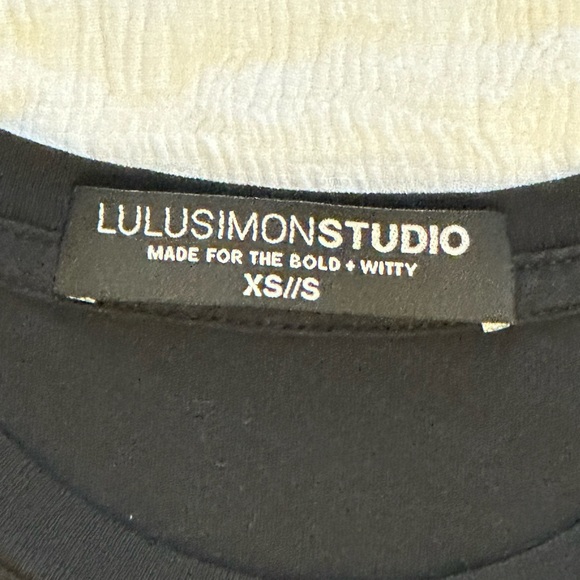 LULUSIMONSTUDIO
MADE FOR THE BOLD + WITTY
XS//S